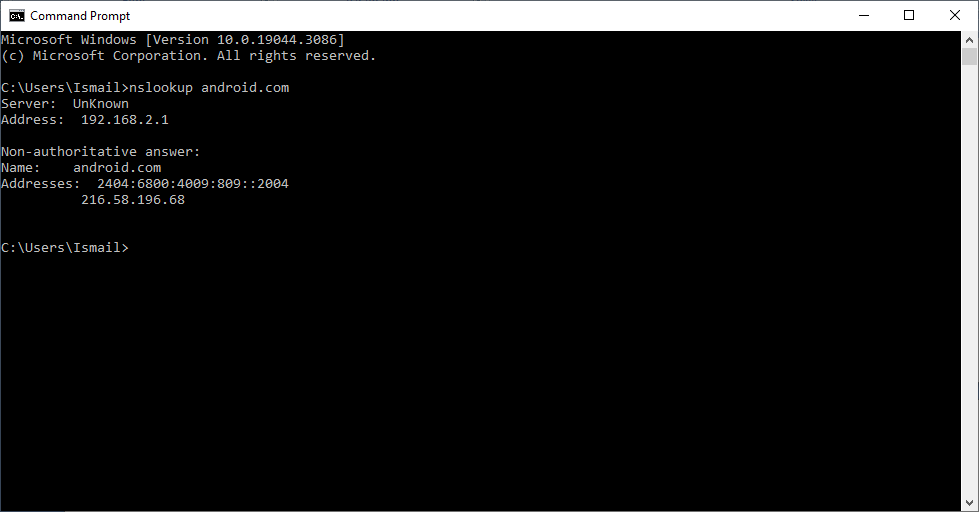 Command Prompt
Microsoft Windows [Version 10.0.19044.3086]
(c) Microsoft Corporation. All rights reserved.
C:\Users\Ismail>nslookup android.com
Server:  UnKnown
Address:  192.168.2.1
Non-authoritative answer:
Name:    android.com
Addresses:  2404:6800:4009:809::2004
          216.58.196.68
C:\Users\Ismail>